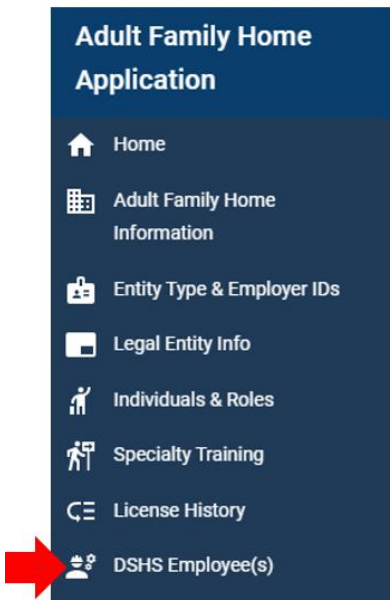 Adult Family Home
Application
Home
Adult Family Home
Information
Entity Type & Employer IDs
Legal Entity Info
Individuals & Roles
Specialty Training
License History
DSHS Employee(s)